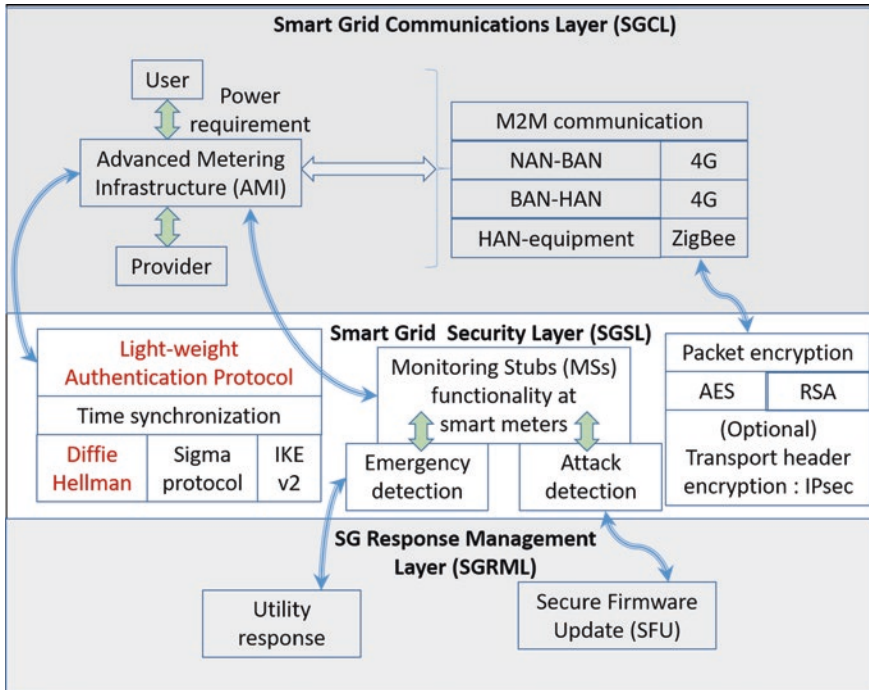 Smart Grid Communications Layer (SGCL)
User
Power
requirement
Advanced Metering
Infrastructure (AMI)
Provider
M2M communication
NAN-BAN
4G
BAN-HAN
4G
HAN-equipment
ZigBee
Smart Grid Security Layer (SGSL)
Light-weight
Authentication Protocol
Time synchronization
Diffie
Hellman
Sigma
protocol
IKE
v2
Monitoring Stubs (MSs)
functionality at
smart meters
Emergency
detection
Attack
detection
Packet encryption
AES
RSA
(Optional)
Transport header
encryption : IPsec
SG Response Management
Layer (SGRML)
Utility
response
Secure Firmware
Update (SFU)